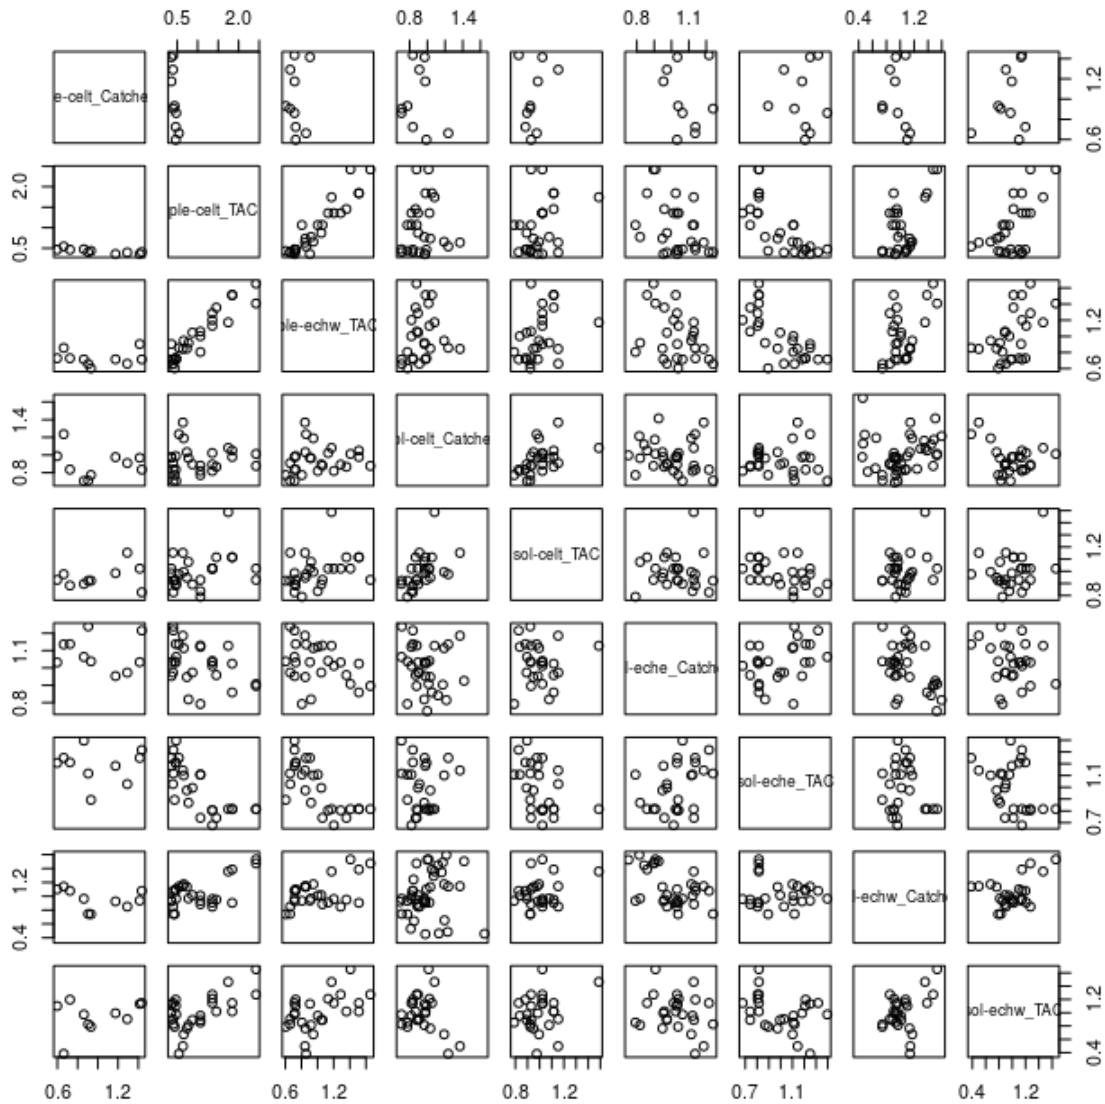 0.5 2.0 0.8 1.4 0.8 1.1 0.4 1.2
e-celt_Catche 0.6 1.2
0.5 2.0 ple-celt_TAC
ple-echw_TAC 0.6 1.2
0.8 1.4 ol-celt_Catche
sol-celt_TAC 0.8 1.2
0.8 1.1 l-eche_Catch
sol-eche_TAC 0.7 1.1
0.4 1.2 l-echw_Catch
sol-echw_TAC 0.4 1.2
0.6 1.2 0.6 1.2 0.8 1.2 0.7 1.1 0.4 1.2